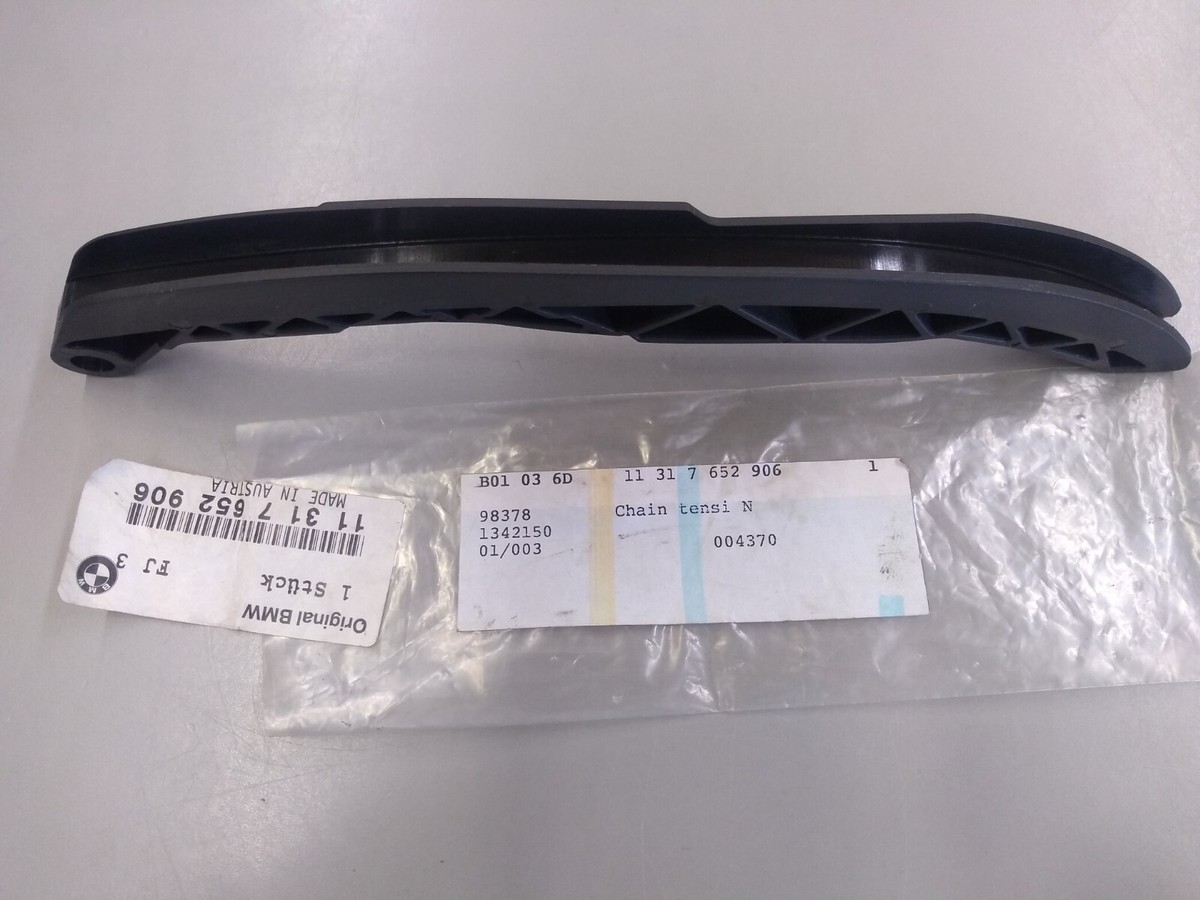 B01 03 6D 11 31 7 652 906 1
98378 Chain tensi N
1342150
01/003 004370
Original BMW
1 Stück
FJ 3
BMW
11 31 7 652 906
MADE IN AUSTRIA